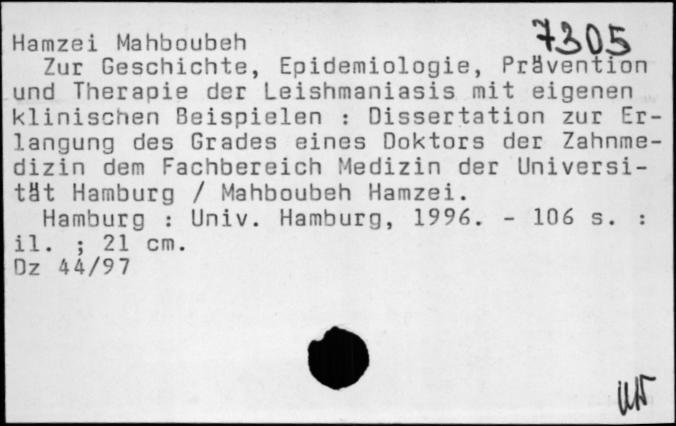 7305
Hamzei Mahboubeh
Zur Geschichte, Epidemiologie, Prävention
und Therapie der Leishmaniasis mit eigenen
klinischen Beispielen : Dissertation zur Er-
langung des Grades eines Doktors der Zahnme-
dizin dem Fachbereich Medizin der Universi-
tät Hamburg / Mahboubeh Hamzei.
Hamburg : Univ. Hamburg, 1996. - 106 s. :
il. ; 21 cm.
Dz 44/97